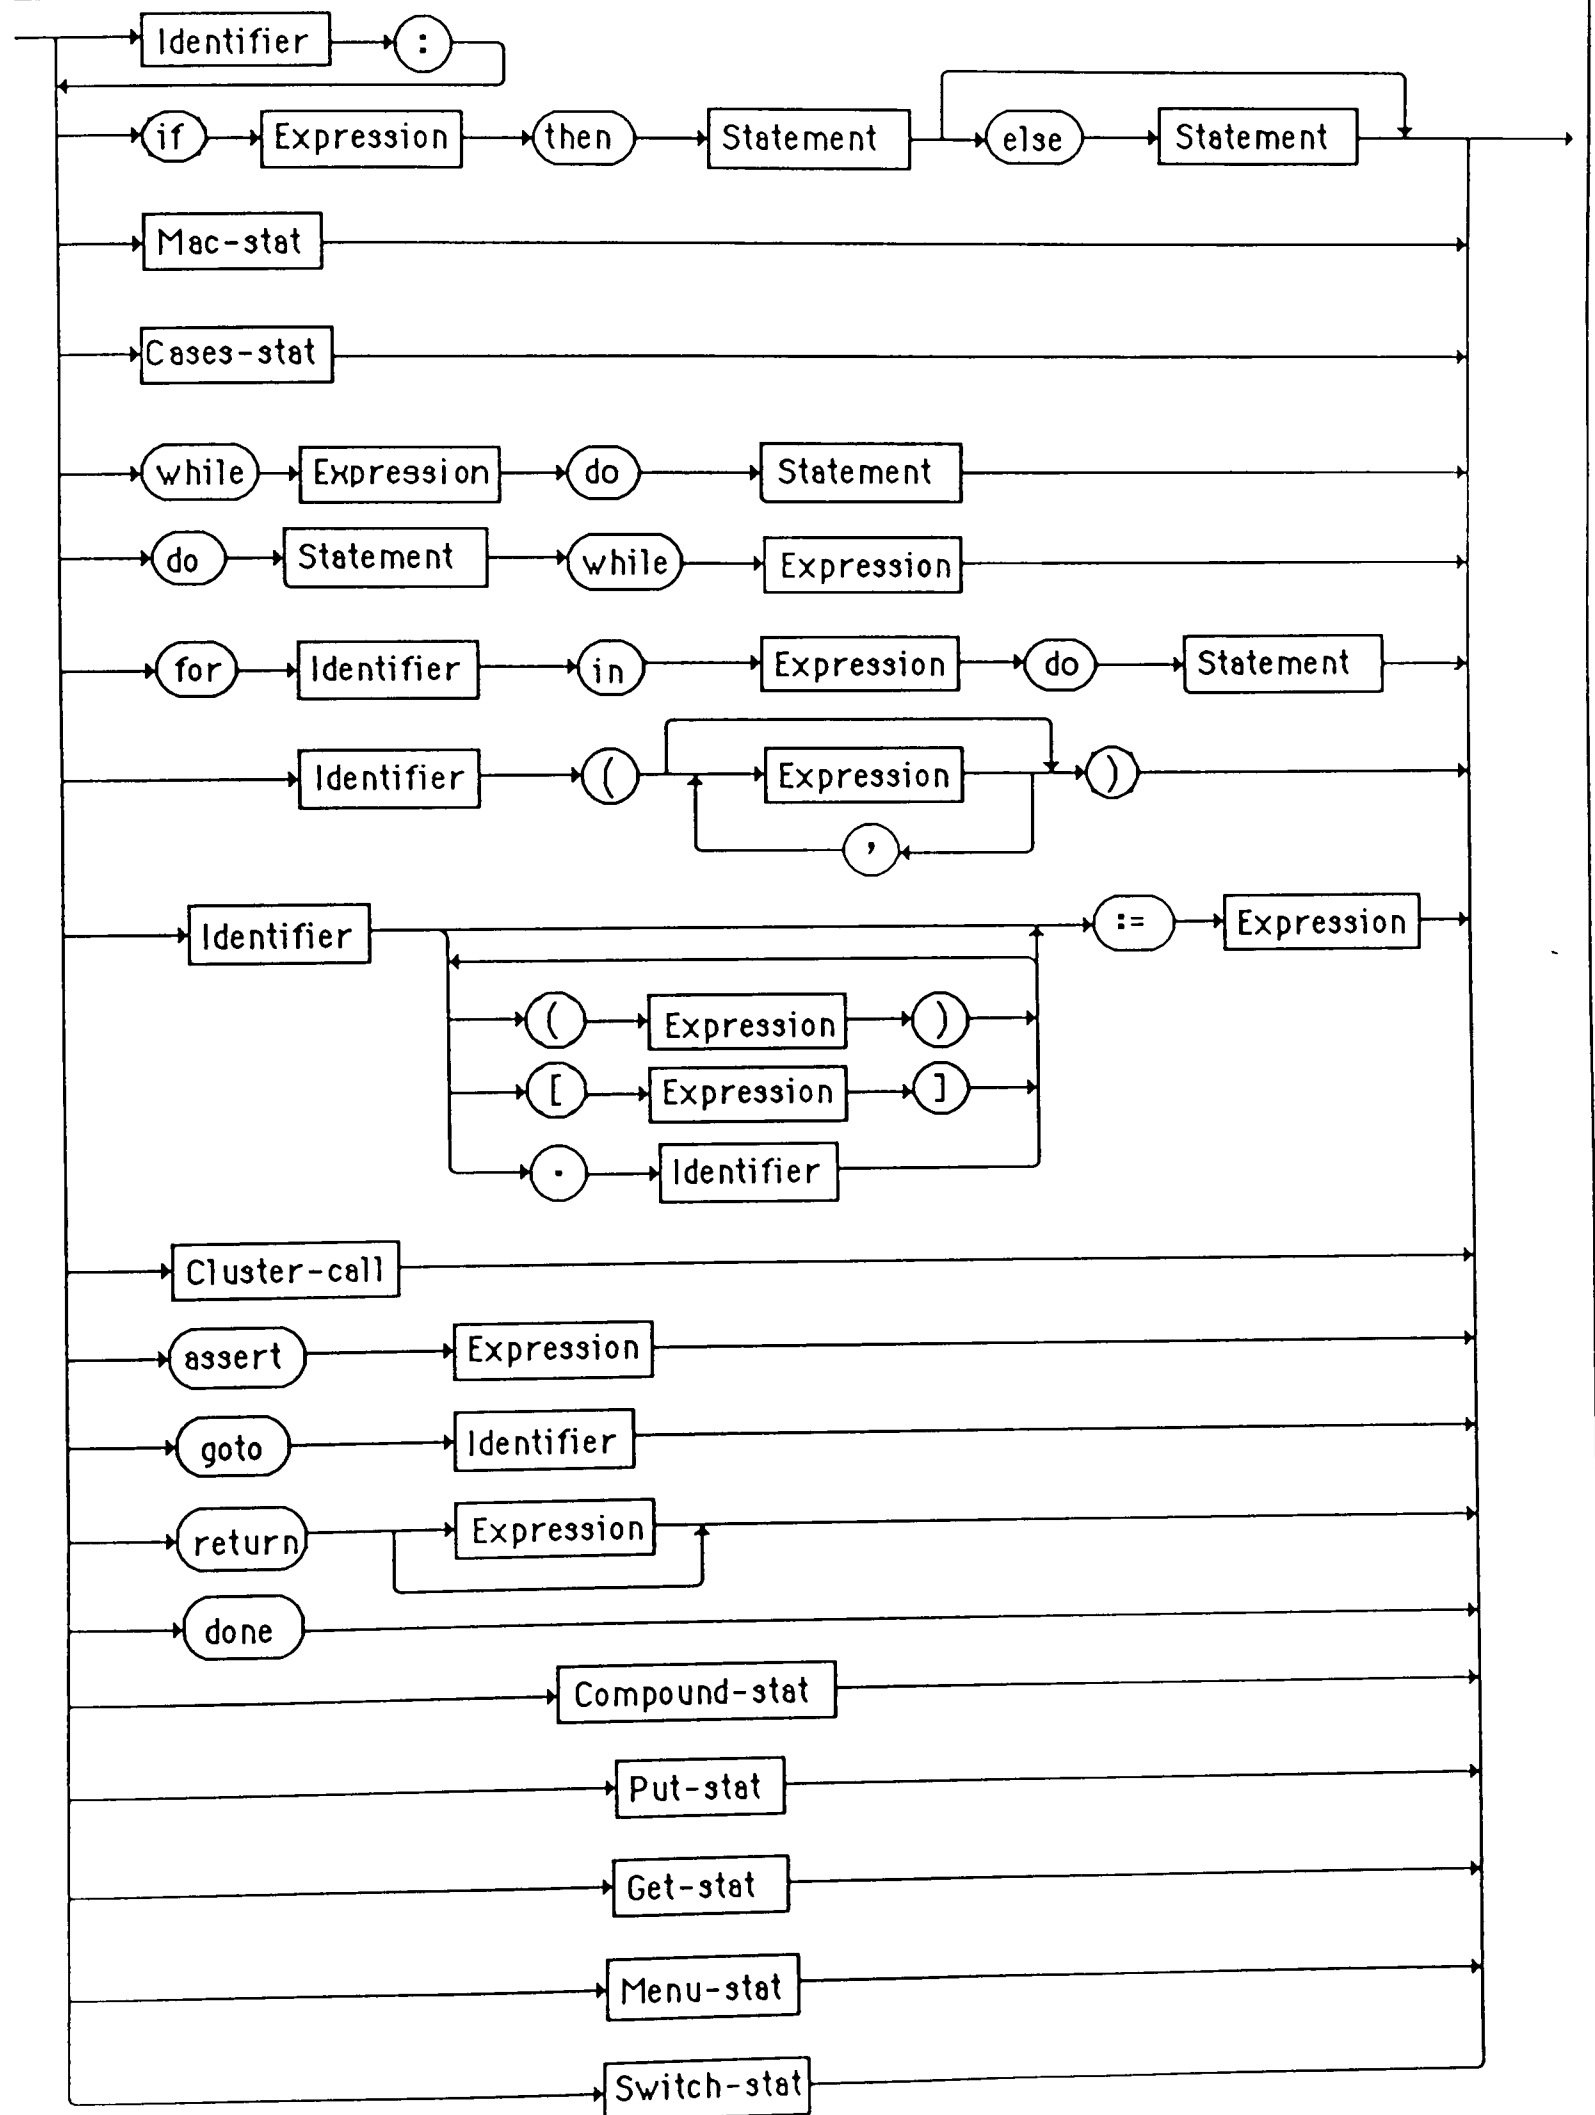 Identifier :
if Expression then Statement else Statement
Mac-stat
Cases-stat
while Expression do Statement
do Statement while Expression
for Identifier in Expression do Statement
Identifier ( Expression )
,
Identifier := Expression
( Expression )
[ Expression ]
. Identifier
Cluster-call
assert Expression
goto Identifier
return Expression
done
Compound-stat
Put-stat
Get-stat
Menu-stat
Switch-stat